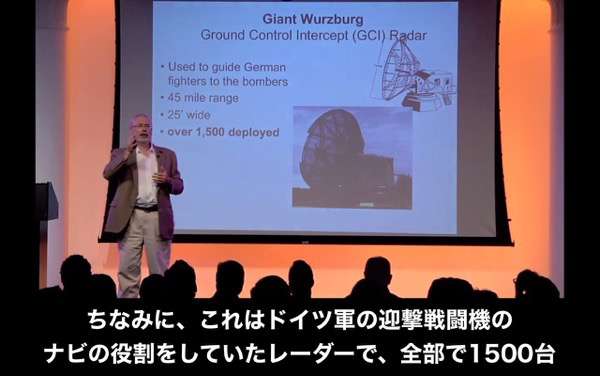 Giant Wurzburg
Ground Control Intercept (GCI) Radar
• Used to guide German
fighters to the bombers
• 45 mile range
• 25' wide
• over 1,500 deployed
ちなみに、これはドイツ軍の迎撃戦闘機の
ナビの役割をしていたレーダーで、全部で1500台